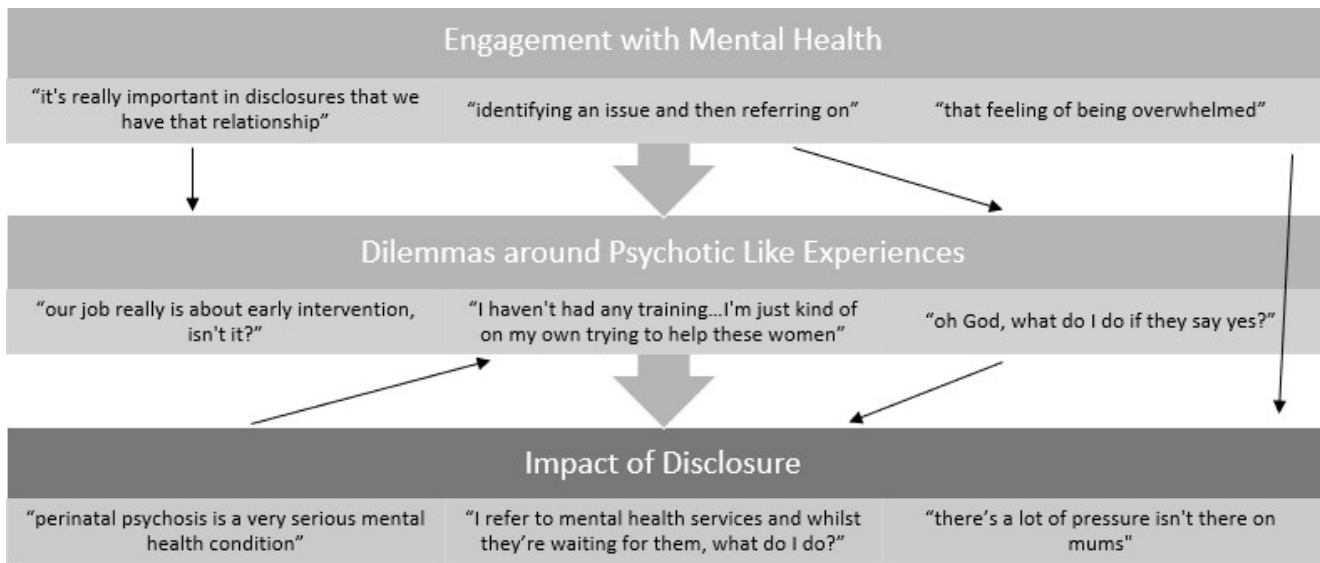 Engagement with Mental Health
“it's really important in disclosures that we
have that relationship”
“identifying an issue and then referring on”
“that feeling of being overwhelmed”
Dilemmas around Psychotic Like Experiences
“our job really is about early intervention,
isn't it?”
“I haven't had any training...I'm just kind of
on my own trying to help these women”
“oh God, what do I do if they say yes?”
Impact of Disclosure
“perinatal psychosis is a very serious mental
health condition”
“I refer to mental health services and whilst
they’re waiting for them, what do I do?”
“there’s a lot of pressure isn't there on
mums"